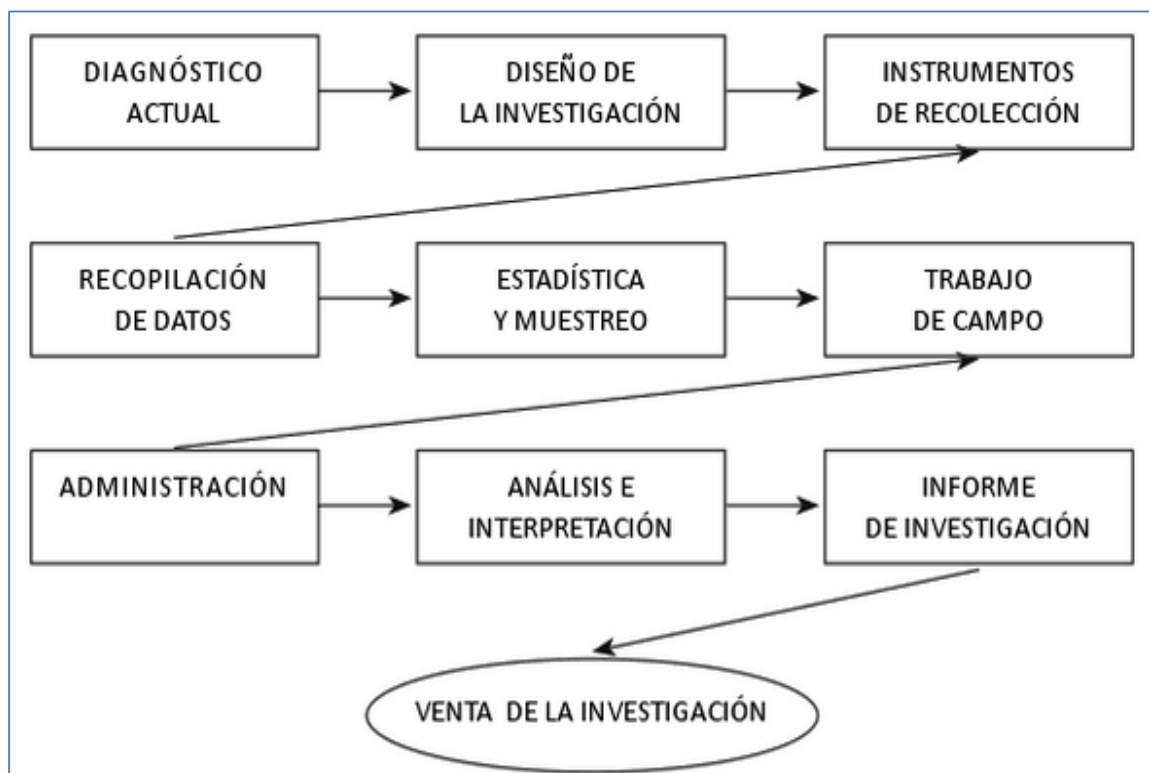 DIAGNÓSTICO
ACTUAL
DISEÑO DE
LA INVESTIGACIÓN
INSTRUMENTOS
DE RECOLECCIÓN
RECOPILACIÓN
DE DATOS
ESTADÍSTICA
Y MUESTREO
TRABAJO
DE CAMPO
ADMINISTRACIÓN
ANÁLISIS E
INTERPRETACIÓN
INFORME
DE INVESTIGACIÓN
VENTA DE LA INVESTIGACIÓN